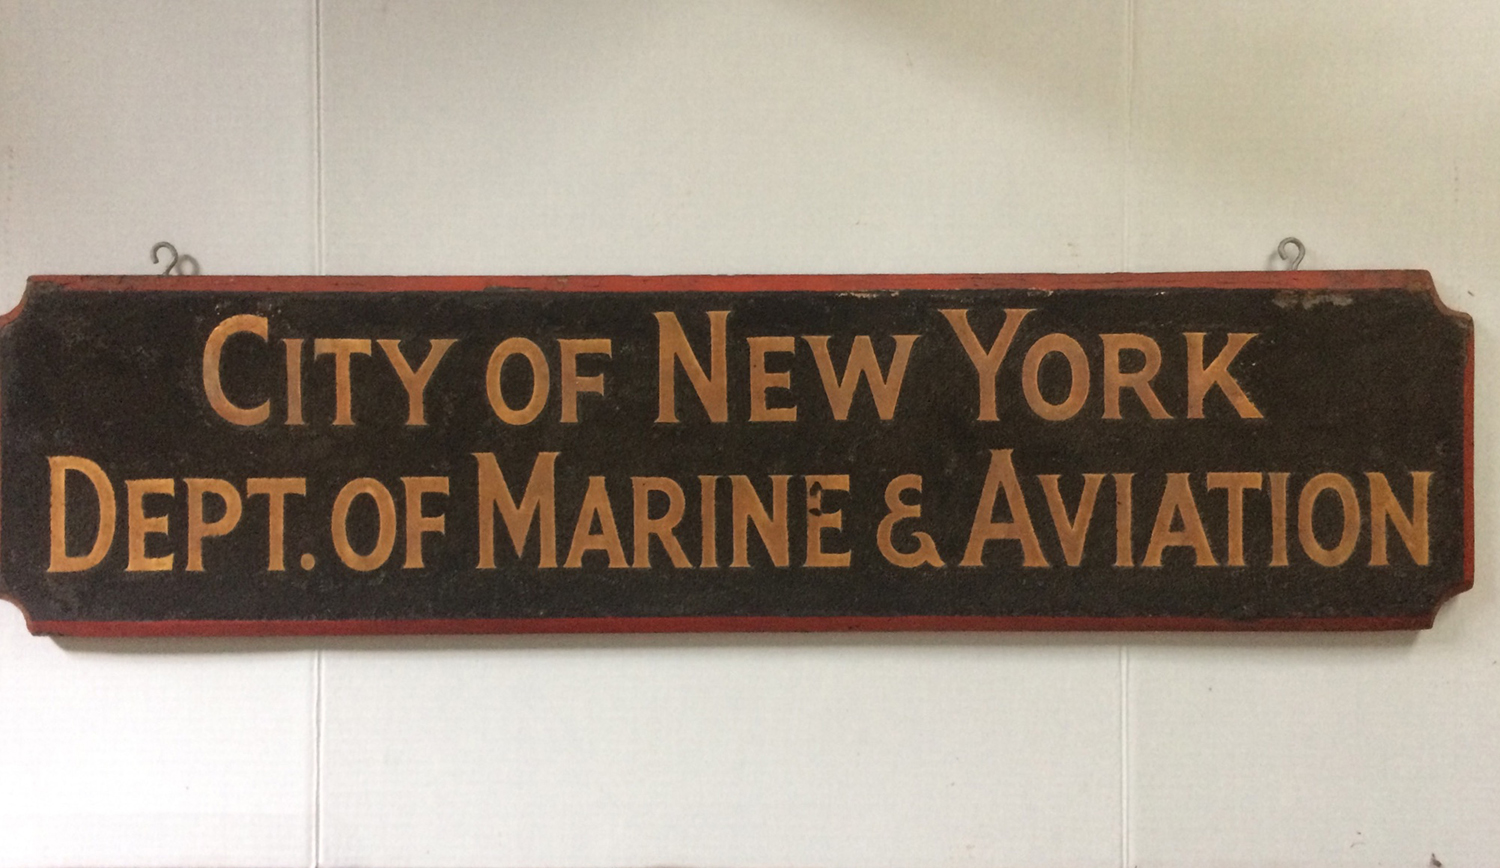 City of New York
Dept. of Marine & Aviation